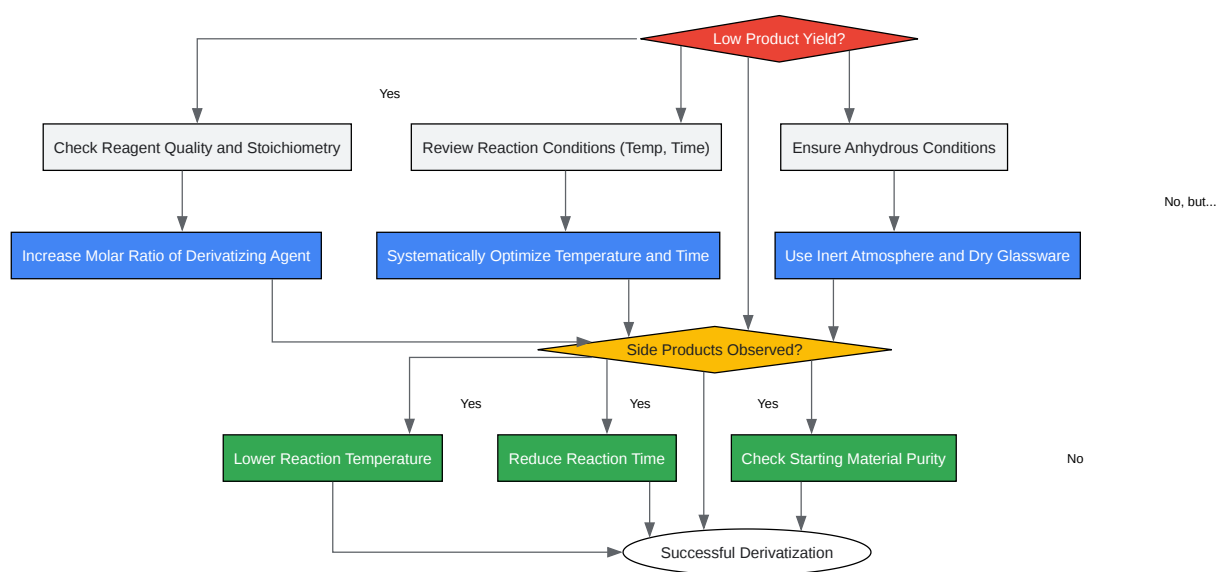 Low Product Yield?
Yes
Check Reagent Quality and Stoichiometry
Review Reaction Conditions (Temp, Time)
Ensure Anhydrous Conditions
No, but...
Increase Molar Ratio of Derivatizing Agent
Systematically Optimize Temperature and Time
Use Inert Atmosphere and Dry Glassware
Side Products Observed?
Yes
Yes
Yes
Lower Reaction Temperature
Reduce Reaction Time
Check Starting Material Purity
No
Successful Derivatization